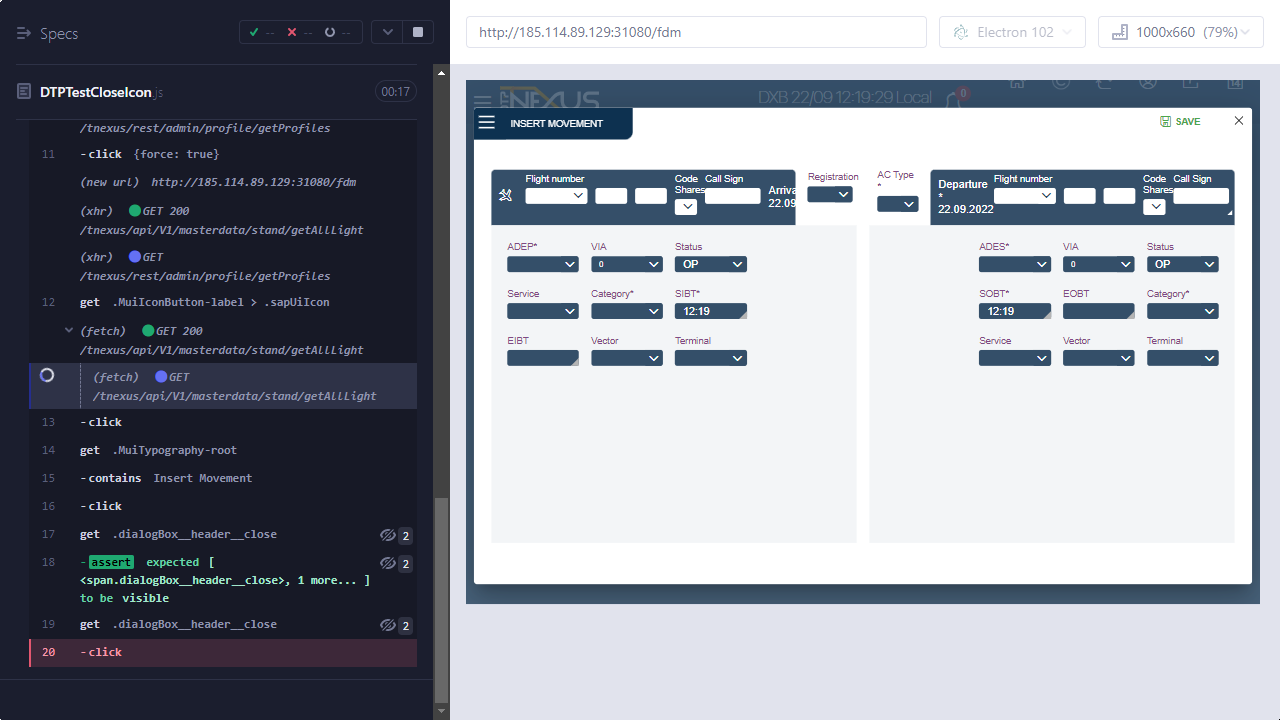 Specs
--
--
--
http://185.114.89.129:31080/fdm
Electron 102
1000x660 (79%)
DTPTestCloseIcon.js
00:17
/tnexus/rest/admin/profile/getProfiles
11 -click {force: true}
(new url) http://185.114.89.129:31080/fdm
(xhr) GET 200
/tnexus/api/V1/masterdata/stand/getAllLight
(xhr) GET
/tnexus/rest/admin/profile/getProfiles
12 get .MuiIconButton-label > .sapUiIcon
(fetch) GET 200
/tnexus/api/V1/masterdata/stand/getAllLight
(fetch) GET
/tnexus/api/V1/masterdata/stand/getAllLight
13 -click
14 get .MuiTypography-root
15 -contains Insert Movement
16 -click
17 get .dialogBox__header__close 2
18 -assert expected [ 2
<span.dialogBox__header__close>, 1 more... ]
to be visible
19 get .dialogBox__header__close 2
20 -click
NEXUS
DXB 22/09 12:19:29 Local
0
INSERT MOVEMENT
SAVE
Flight number
Code Shares
Call Sign
Arriva
22.09
Registration
AC Type
*
Departure
*
22.09.2022
Flight number
Code Shares
Call Sign
ADEP* VIA Status
0 OP
Service Category* SIBT*
12:19
EIBT Vector Terminal
ADES* VIA Status
0 OP
SOBT* EOBT Category*
12:19
Service Vector Terminal